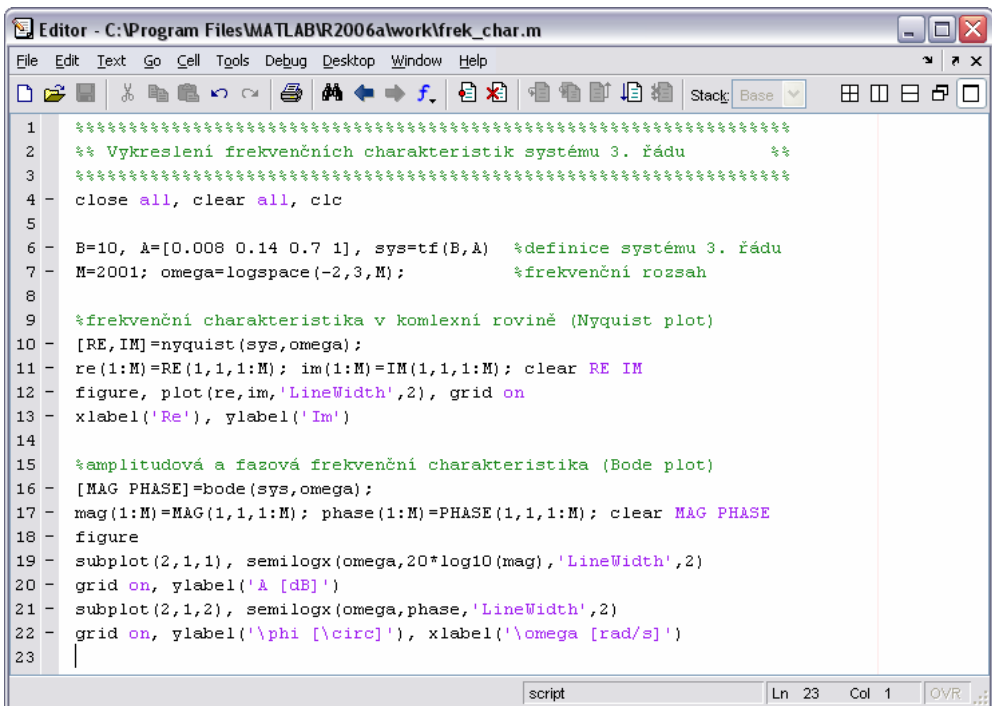 Editor - C:\Program Files\MATLAB\R2006a\work\frek_char.m
File Edit Text Go Cell Tools Debug Desktop Window Help
Stack: Base
1 %%%%%%%%%%%%%%%%%%%%%%%%%%%%%%%%%%%%%%%%%%%%%%%%%%%%%%%%%%%%%%%%%%%
2 %% Vykreslení frekvenčních charakteristik systému 3. řádu %%
3 %%%%%%%%%%%%%%%%%%%%%%%%%%%%%%%%%%%%%%%%%%%%%%%%%%%%%%%%%%%%%%%%%%%
4 - close all, clear all, clc
5
6 - B=10, A=[0.008 0.14 0.7 1], sys=tf(B,A) %definice systému 3. řádu
7 - M=2001; omega=logspace(-2,3,M); %frekvenční rozsah
8
9 %frekvenční charakteristika v komlexní rovině (Nyquist plot)
10 - [RE,IM]=nyquist(sys,omega);
11 - re(1:M)=RE(1,1,1:M); im(1:M)=IM(1,1,1:M); clear RE IM
12 - figure, plot(re,im,'LineWidth',2), grid on
13 - xlabel('Re'), ylabel('Im')
14
15 %amplitudová a fazová frekvenční charakteristika (Bode plot)
16 - [MAG PHASE]=bode(sys,omega);
17 - mag(1:M)=MAG(1,1,1:M); phase(1:M)=PHASE(1,1,1:M); clear MAG PHASE
18 - figure
19 - subplot(2,1,1), semilogx(omega,20*log10(mag),'LineWidth',2)
20 - grid on, ylabel('A [dB]')
21 - subplot(2,1,2), semilogx(omega,phase,'LineWidth',2)
22 - grid on, ylabel('\phi [\circ]'), xlabel('\omega [rad/s]')
23
script Ln 23 Col 1 OVR